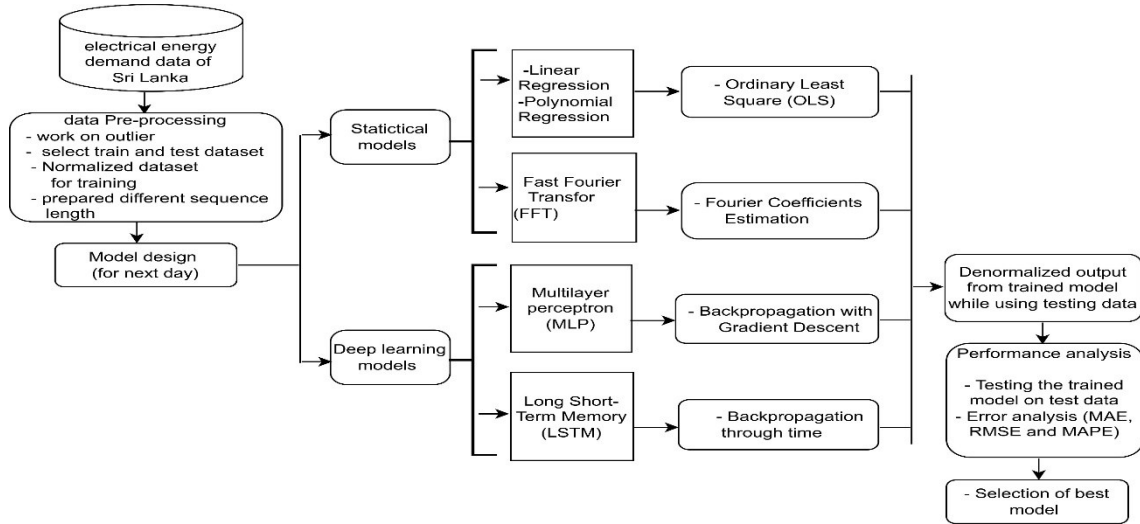 electrical energy
demand data of
Sri Lanka
data Pre-processing
- work on outlier
- select train and test dataset
- Normalized dataset
for training
- prepared different sequence
length
Model design
(for next day)
Statictical
models
Deep learning
models
-Linear
Regression
-Polynomial
Regression
Fast Fourier
Transfor
(FFT)
Multilayer
perceptron
(MLP)
Long Short-
Term Memory
(LSTM)
- Ordinary Least
Square (OLS)
- Fourier Coefficients
Estimation
- Backpropagation with
Gradient Descent
- Backpropagation
through time
Denormalized output
from trained model
while using testing data
Performance analysis
- Testing the trained
model on test data
- Error analysis (MAE,
RMSE and MAPE)
- Selection of best
model